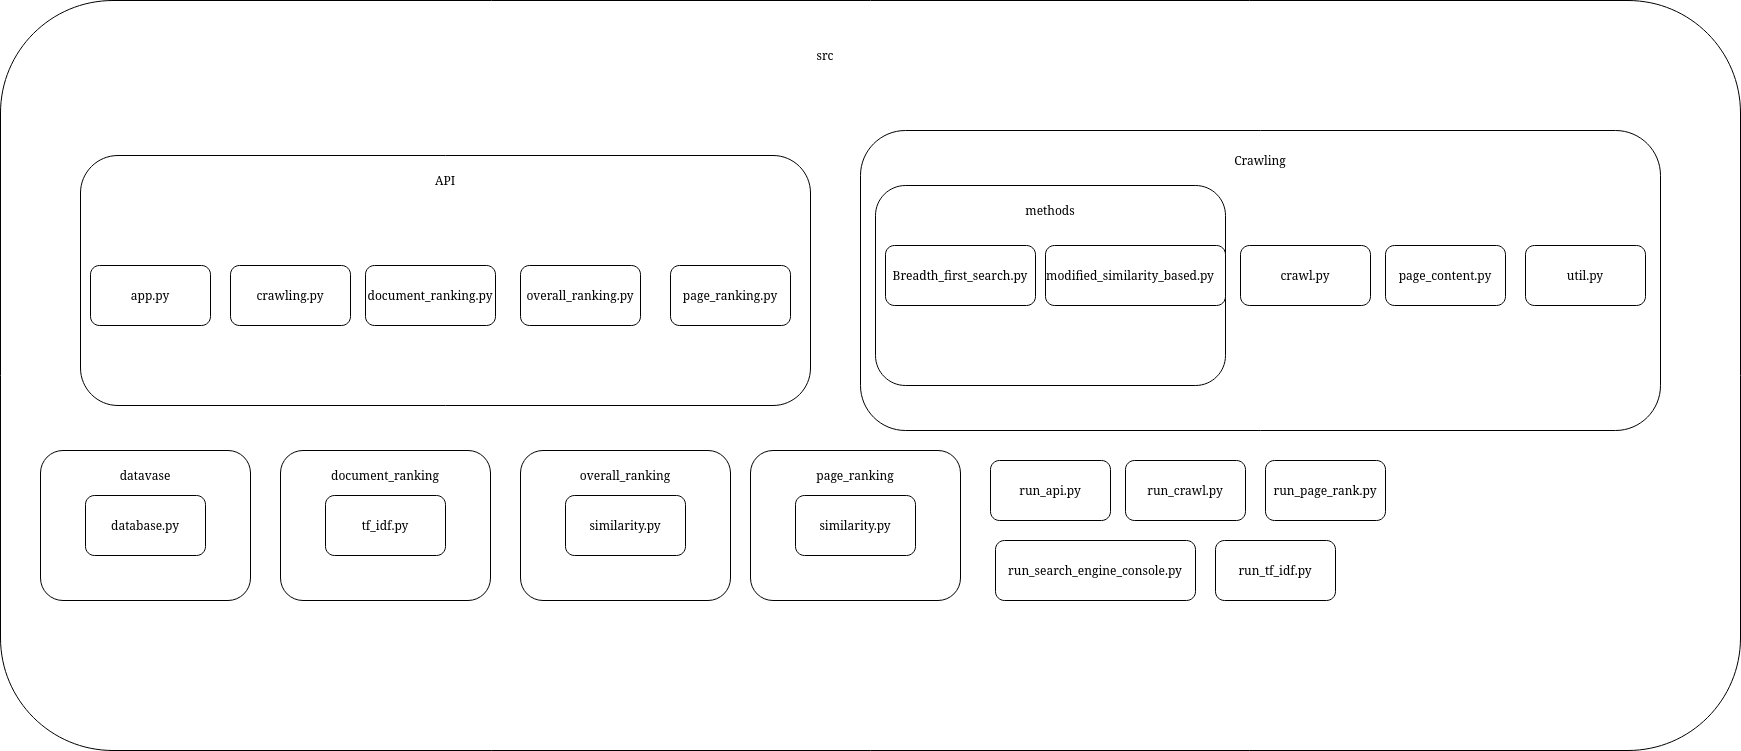 src
API
app.py
crawling.py
document_ranking.py
overall_ranking.py
page_ranking.py
Crawling
methods
Breadth_first_search.py
modified_similarity_based.py
crawl.py
page_content.py
util.py
datavase
database.py
document_ranking
tf_idf.py
overall_ranking
similarity.py
page_ranking
similarity.py
run_api.py
run_crawl.py
run_page_rank.py
run_search_engine_console.py
run_tf_idf.py